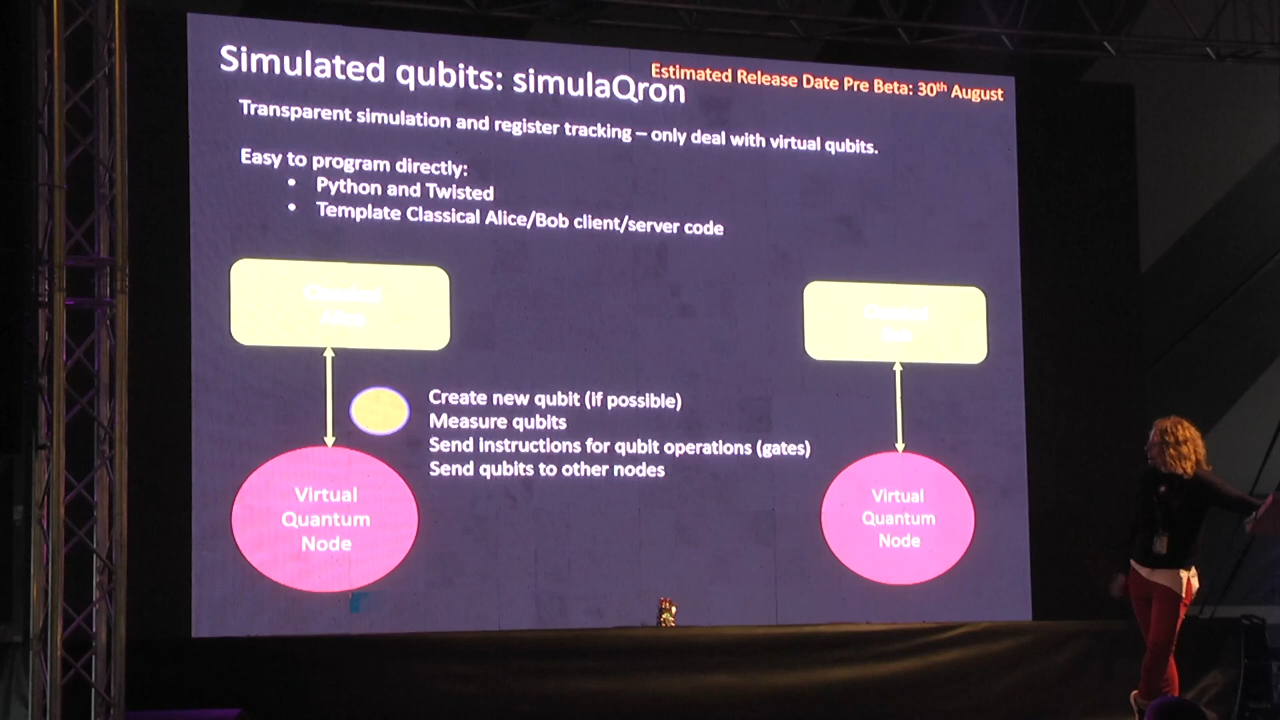 Simulated qubits: simulaQron
Estimated Release Date Pre Beta: 30th August
Transparent simulation and register tracking – only deal with virtual qubits.
Easy to program directly:
• Python and Twisted
• Template Classical Alice/Bob client/server code
Classical
Alice
Classical
Create new qubit (if possible)
Measure qubits
Send instructions for qubit operations (gates)
Send qubits to other nodes
Virtual
Quantum
Node
Virtual
Quantum
Node